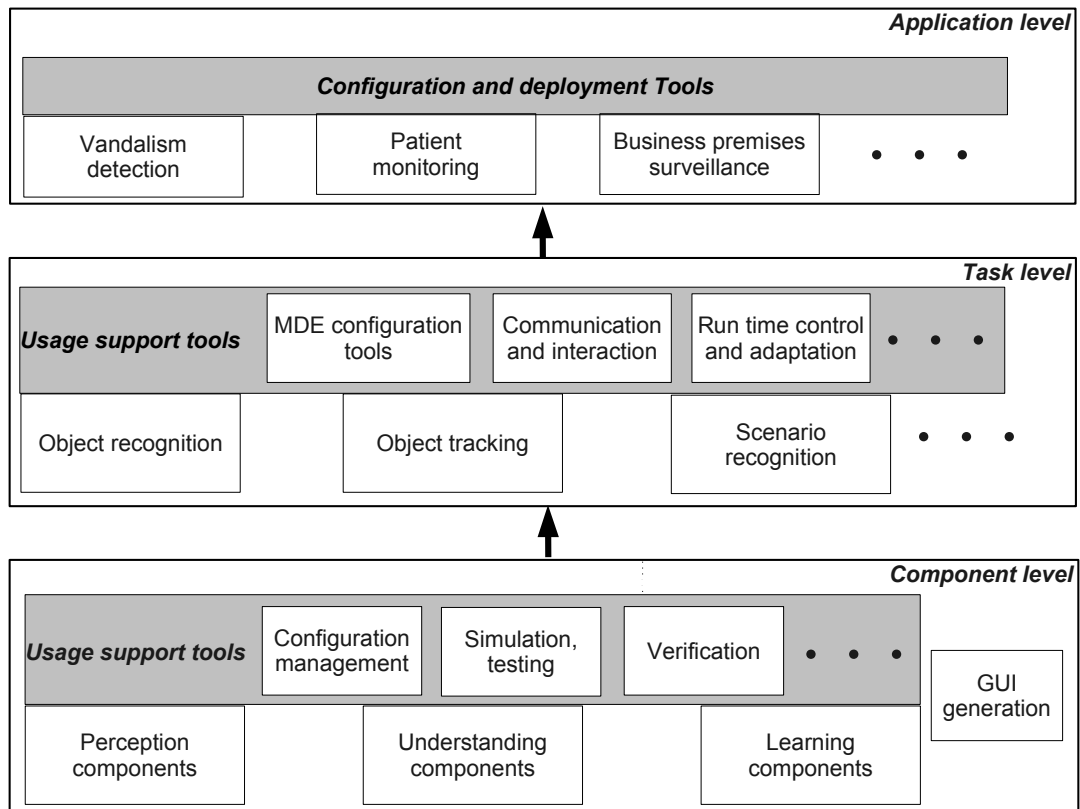 Application level
Configuration and deployment Tools
Vandalism
detection
Patient
monitoring
Business premises
surveillance
Task level
Usage support tools
MDE configuration
tools
Communication
and interaction
Run time control
and adaptation
Object recognition
Object tracking
Scenario
recognition
Component level
Usage support tools
Configuration
management
Simulation,
testing
Verification
GUI
generation
Perception
components
Understanding
components
Learning
components